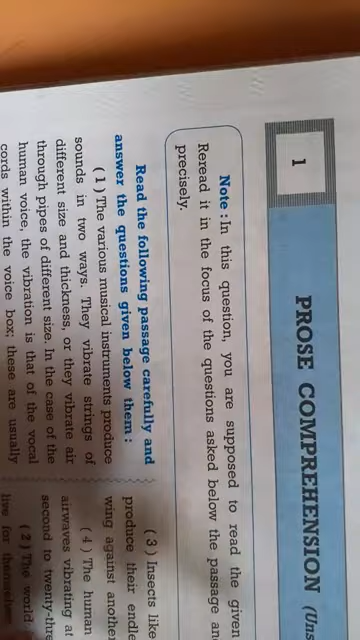 1
PROSE COMPREHENSION (Uns
Note : In this question, you are supposed to read the given
Reread it in the focus of the questions asked below the passage and
precisely.
Read the following passage carefully and
answer the questions given below them :
( 1 ) The various musical instruments produce
sounds in two ways. They vibrate strings of
different size and thickness, or they vibrate air
through pipes of different size. In the case of the
human voice, the vibration is that of the vocal
cords within the voice box; these are usually
( 3 ) Insects like
produce their endle
wing against another
( 4 ) The human
airwaves vibrating at
second to twenty-thre
( 2 ) The world
live for themselves